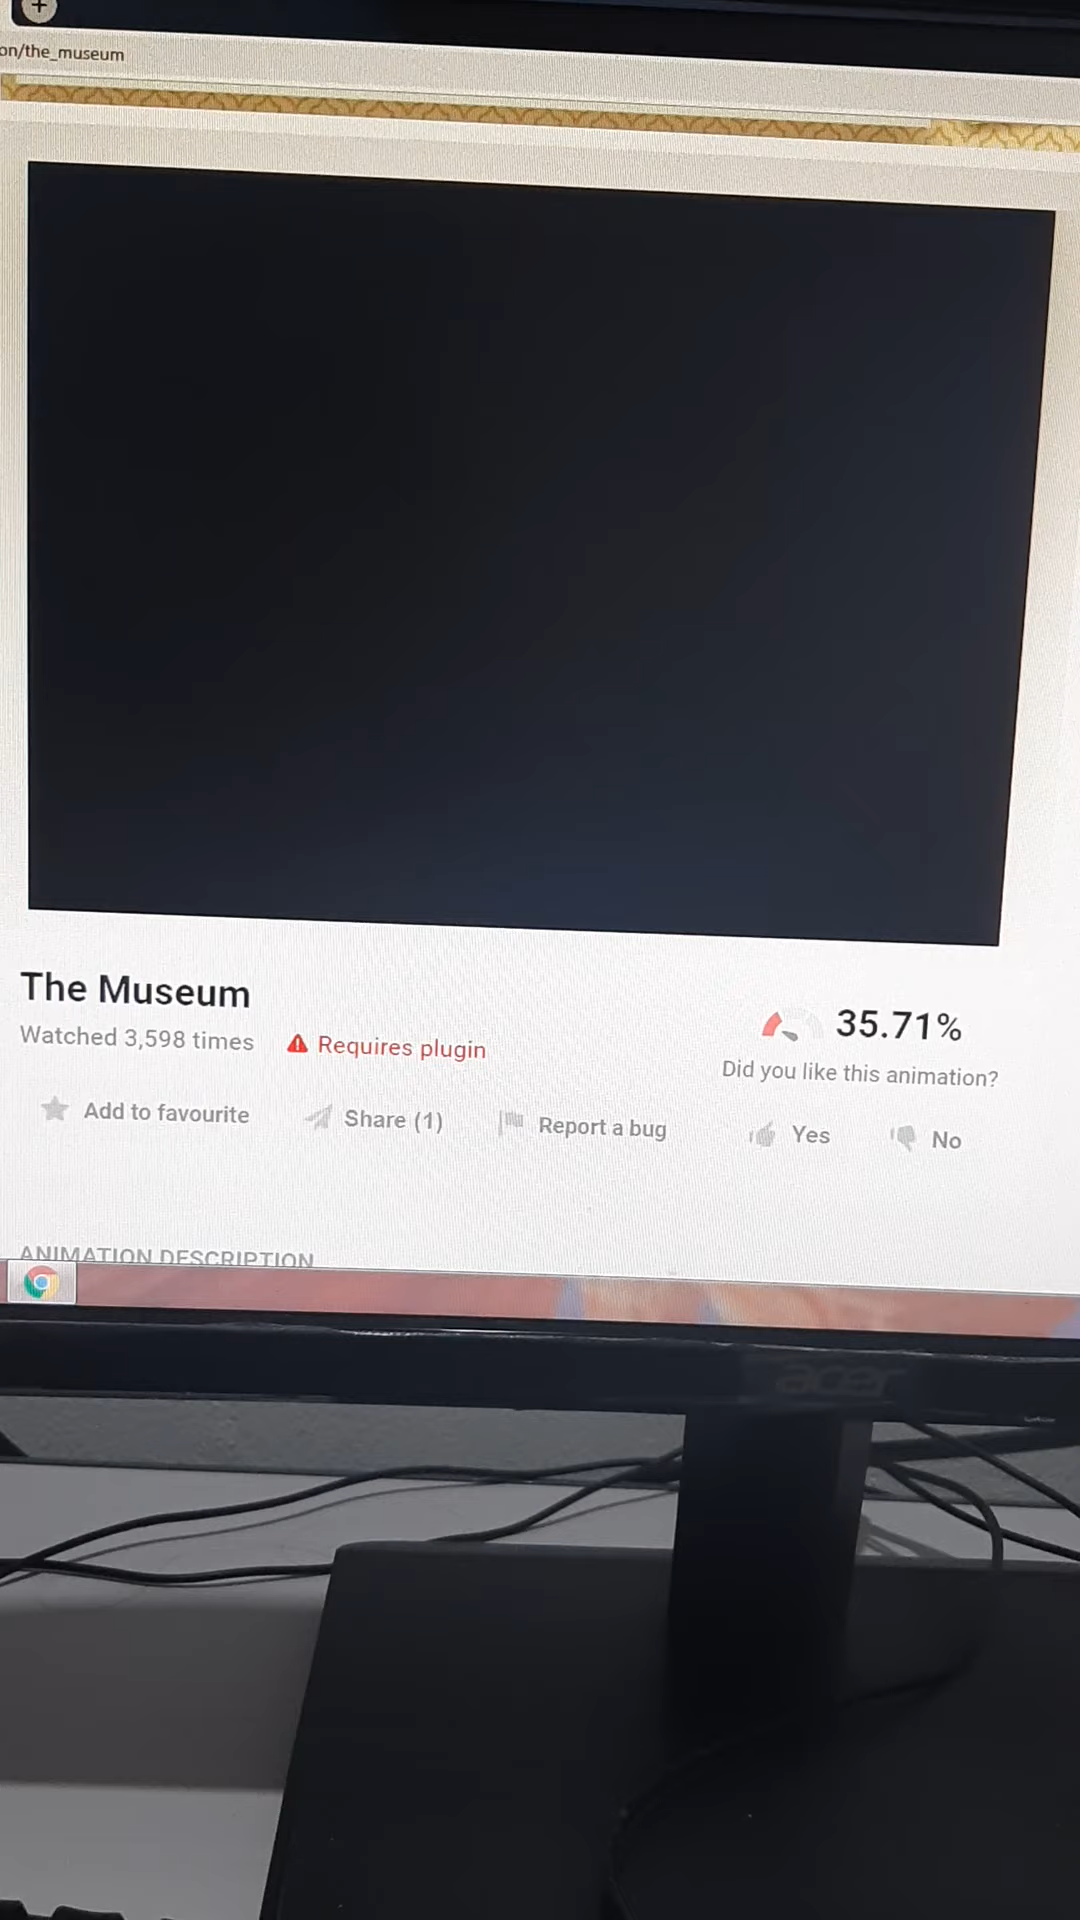 on/the_museum
The Museum
35.71%
Watched 3,598 times
Requires plugin
Did you like this animation?
Add to favourite
Share (1)
Report a bug
Yes
No
ANIMATION DESCRIPTION
acer